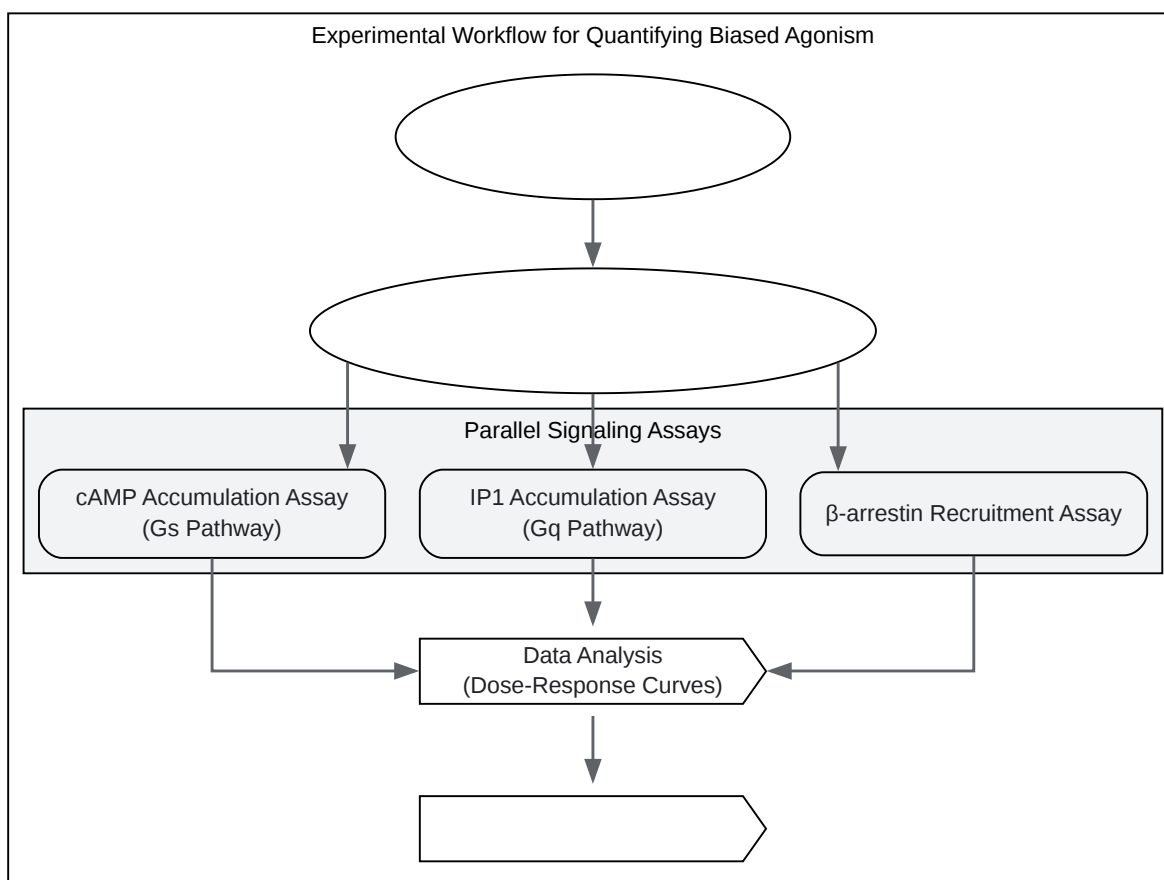 Experimental Workflow for Quantifying Biased Agonism
Parallel Signaling Assays
cAMP Accumulation Assay
(Gs Pathway)
IP1 Accumulation Assay
(Gq Pathway)
β-arrestin Recruitment Assay
Data Analysis
(Dose-Response Curves)